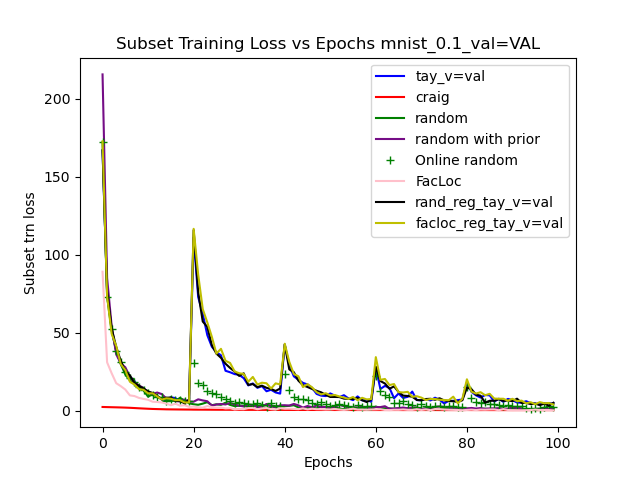 Subset Training Loss vs Epochs mnist_0.1_val=VAL
tay_v=val
craig
random
random with prior
Online random
FacLoc
rand_reg_tay_v=val
facloc_reg_tay_v=val
Subset trn loss
200
150
100
50
0
0 20 40 60 80 100
Epochs